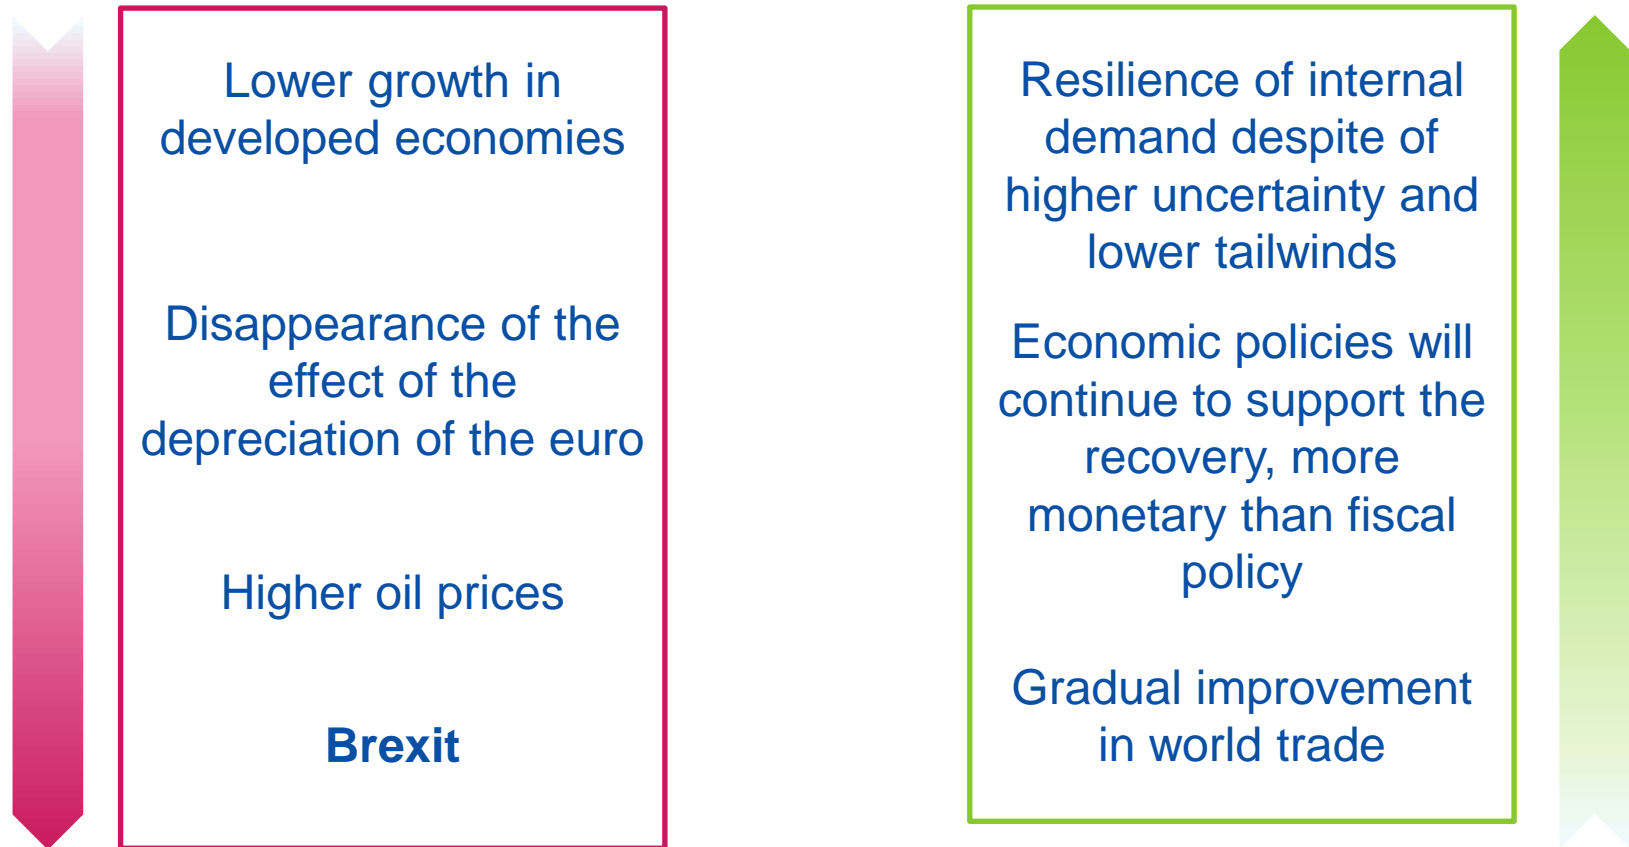 Lower growth in
developed economies
Disappearance of the
effect of the
depreciation of the euro
Higher oil prices
Brexit
Resilience of internal
demand despite of
higher uncertainty and
lower tailwinds
Economic policies will
continue to support the
recovery, more
monetary than fiscal
policy
Gradual improvement
in world trade